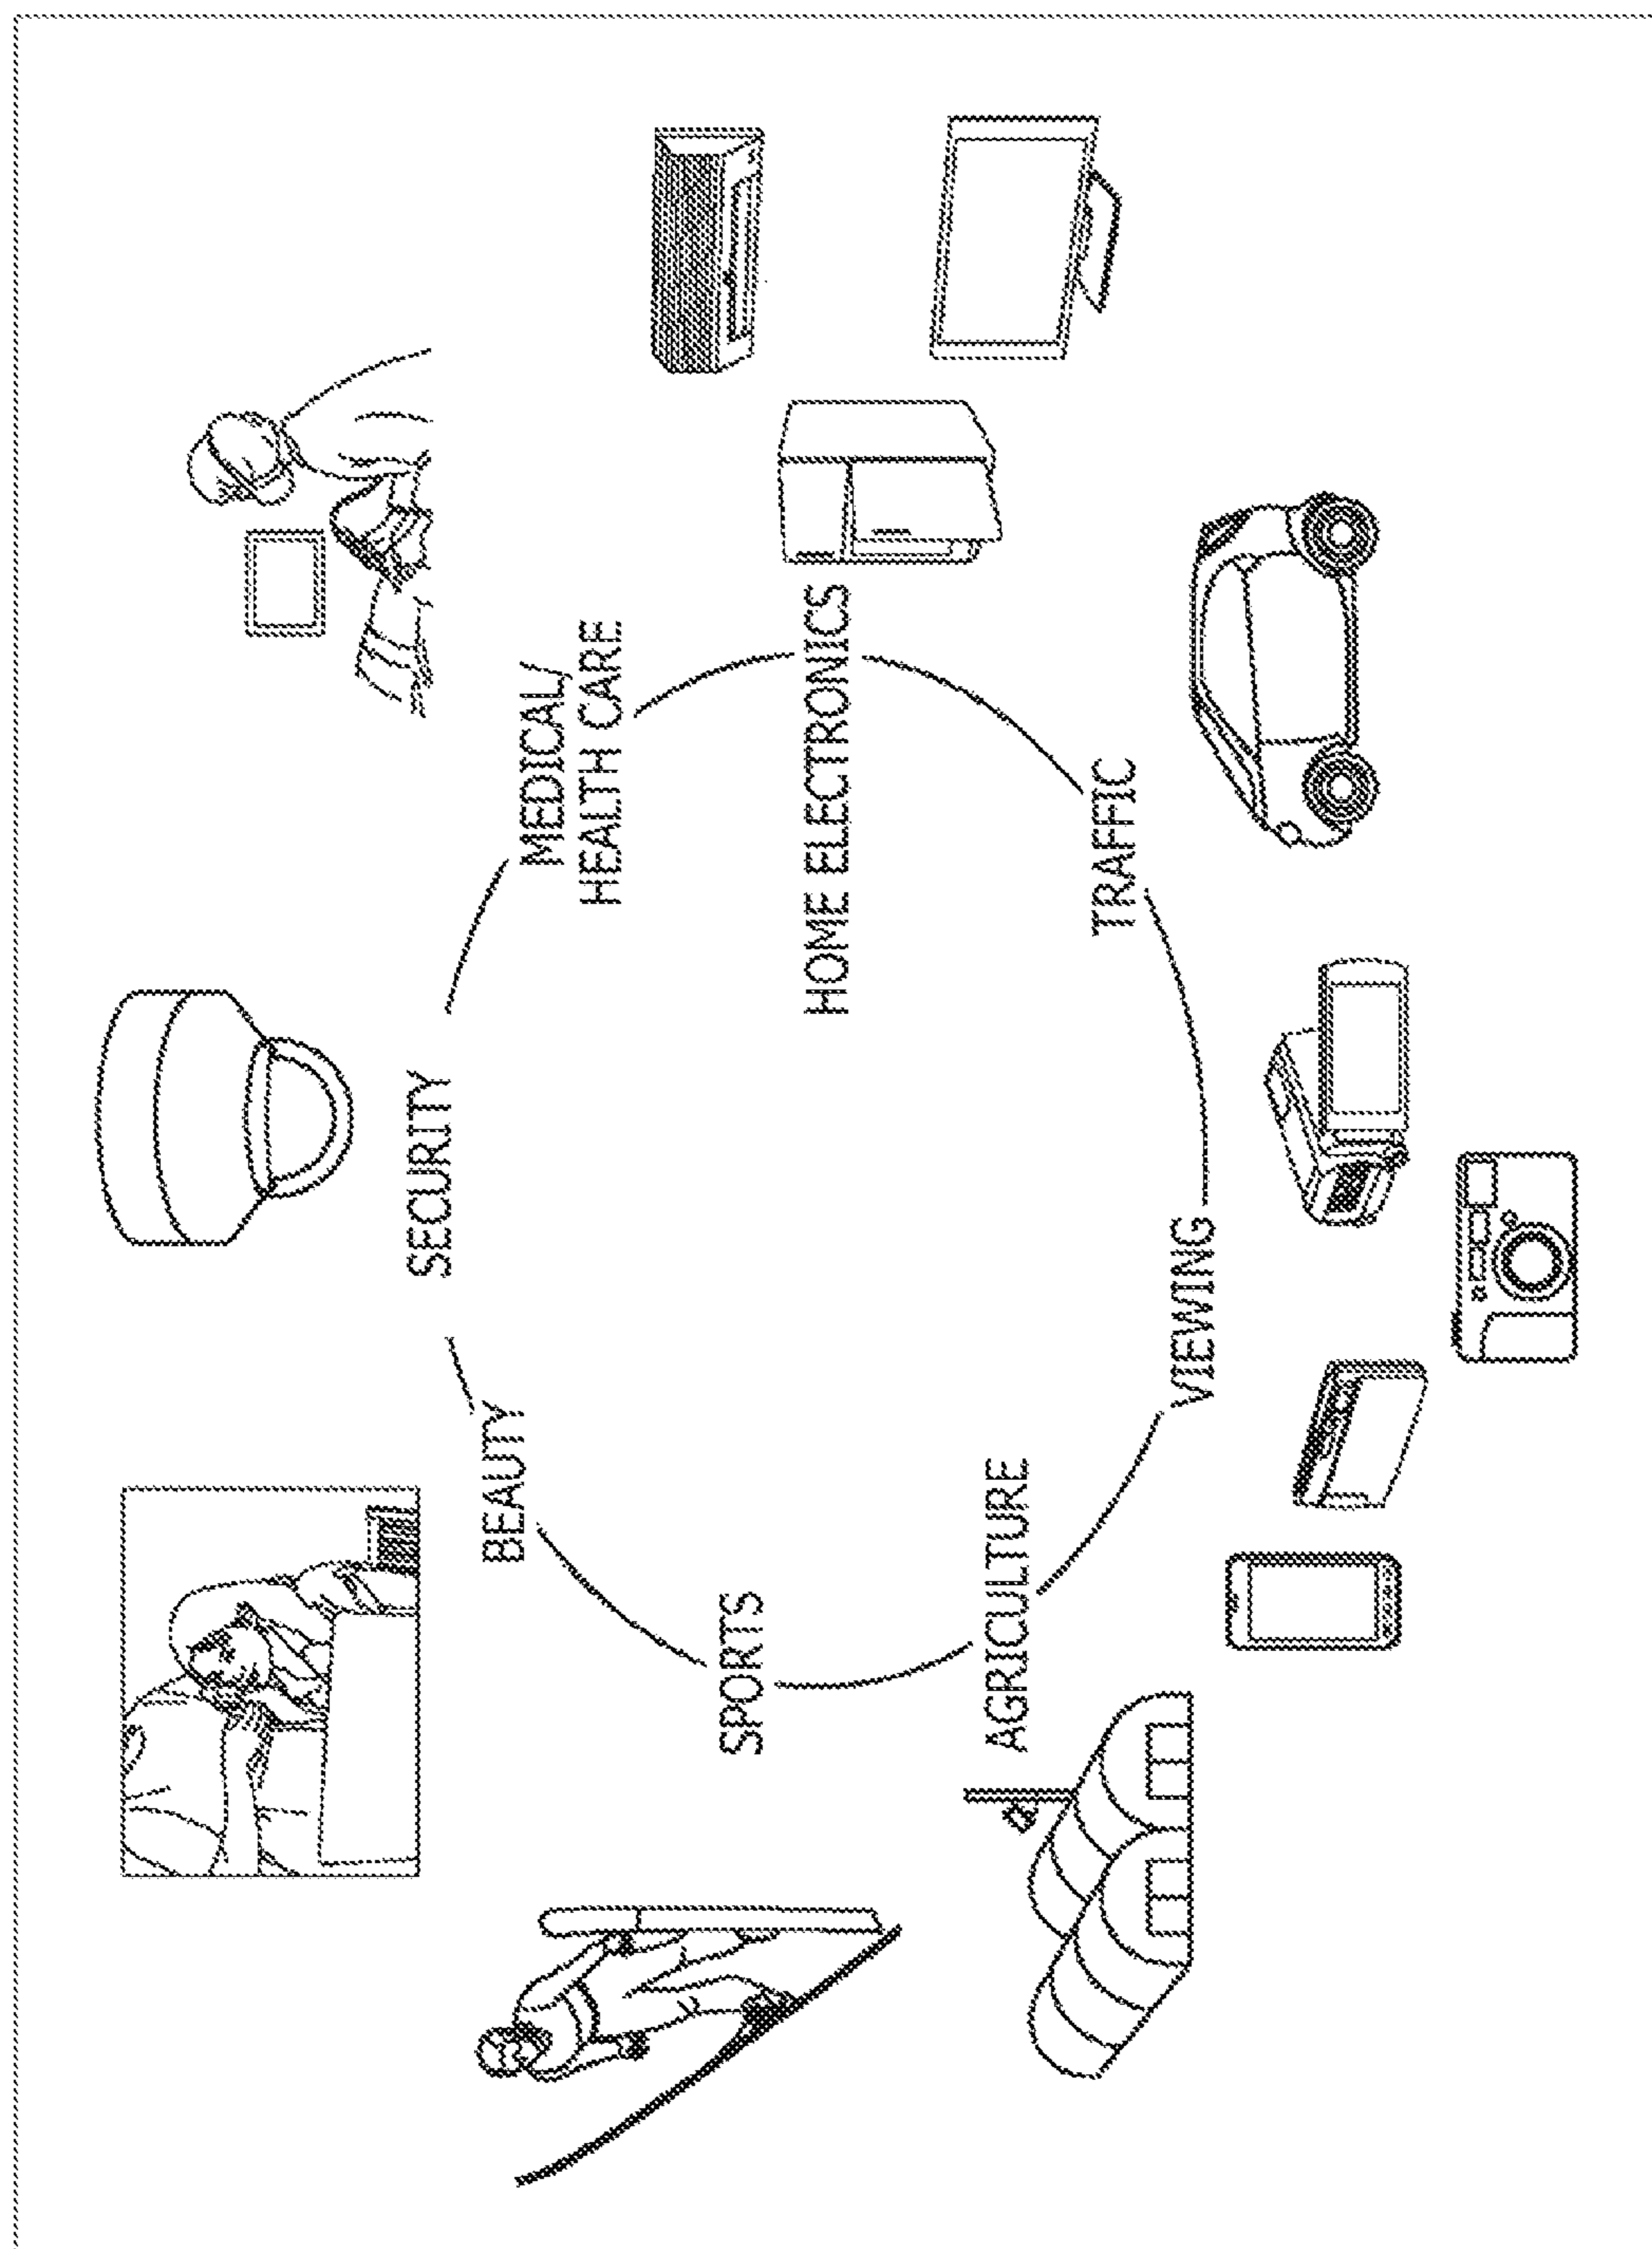 SECURITY
MEDICAL/
HEALTH CARE
HOME ELECTRONICS
TRAFFIC
VIEWING
AGRICULTURE
SPORTS
BEAUTY